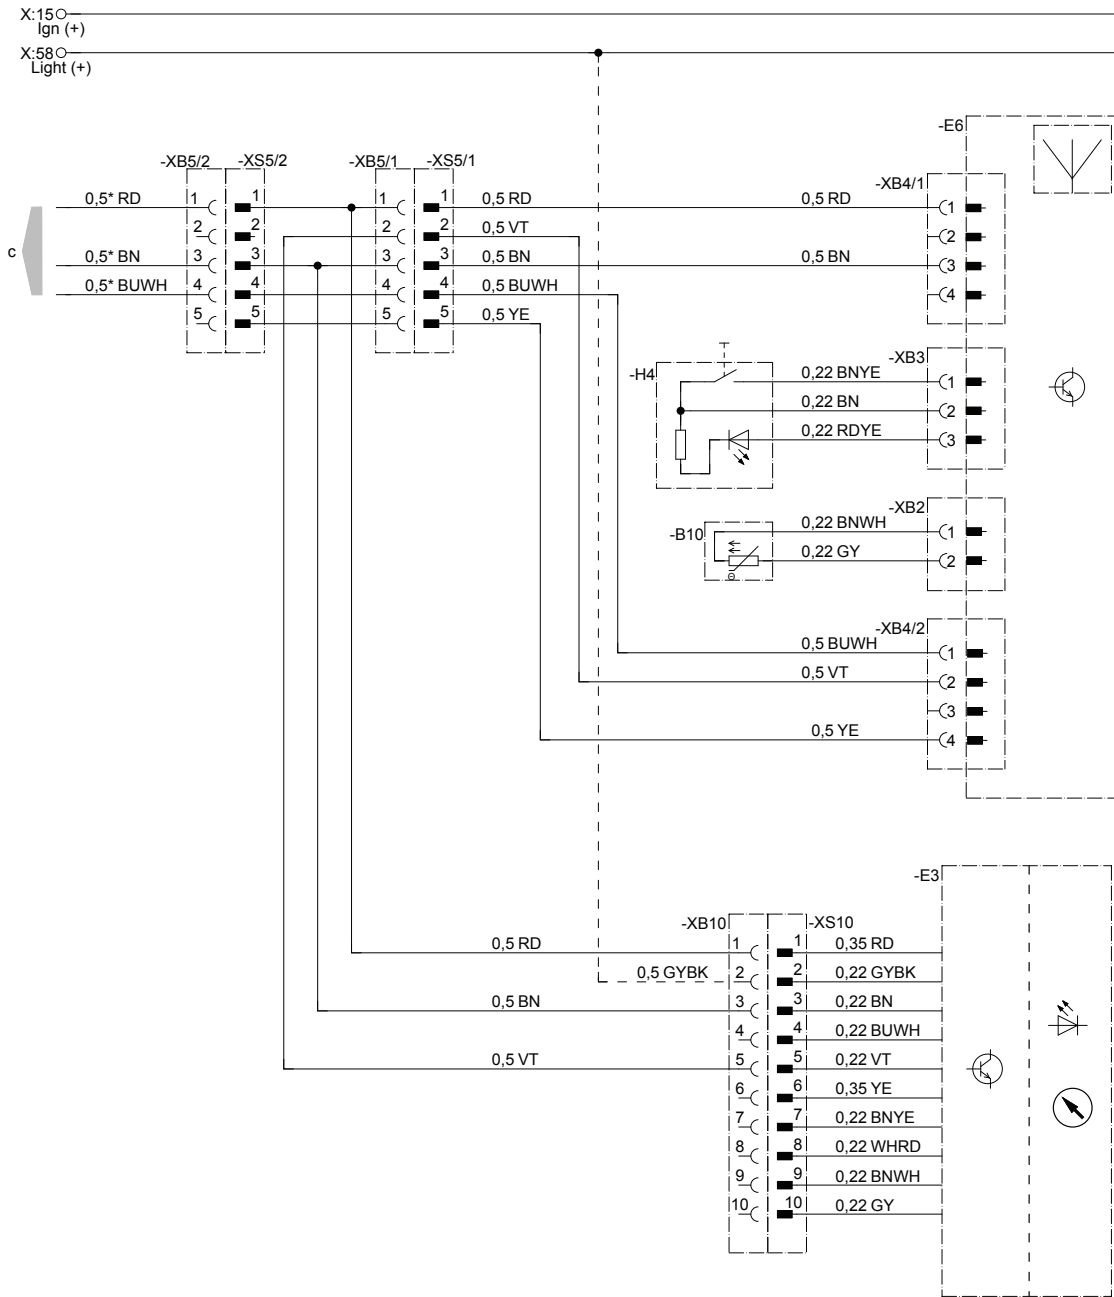 X:15
Ign (+)
X:58
Light (+)
-E6
-XB5/2 -XS5/2 -XB5/1 -XS5/1
-XB4/1
0,5* RD 1 1 1 1 0,5 RD 0,5 RD 1
2 2 2 2 0,5 VT 2
c
0,5* BN 3 3 3 3 0,5 BN 0,5 BN 3
0,5* BUWH 4 4 4 4 0,5 BUWH 4
5 5 5 5 0,5 YE
-XB3
-H4 0,22 BNYE 1
0,22 BN 2
0,22 RDYE 3
-XB2
-B10 0,22 BNWH 1
0,22 GY 2
-XB4/2
0,5 BUWH 1
0,5 VT 2
3
0,5 YE 4
-E3
-XB10 -XS10
0,5 RD 1 1 0,35 RD
0,5 GYBK 2 2 0,22 GYBK
0,5 BN 3 3 0,22 BN
4 4 0,22 BUWH
0,5 VT 5 5 0,22 VT
6 6 0,35 YE
7 7 0,22 BNYE
8 8 0,22 WHRD
9 9 0,22 BNWH
10 10 0,22 GY